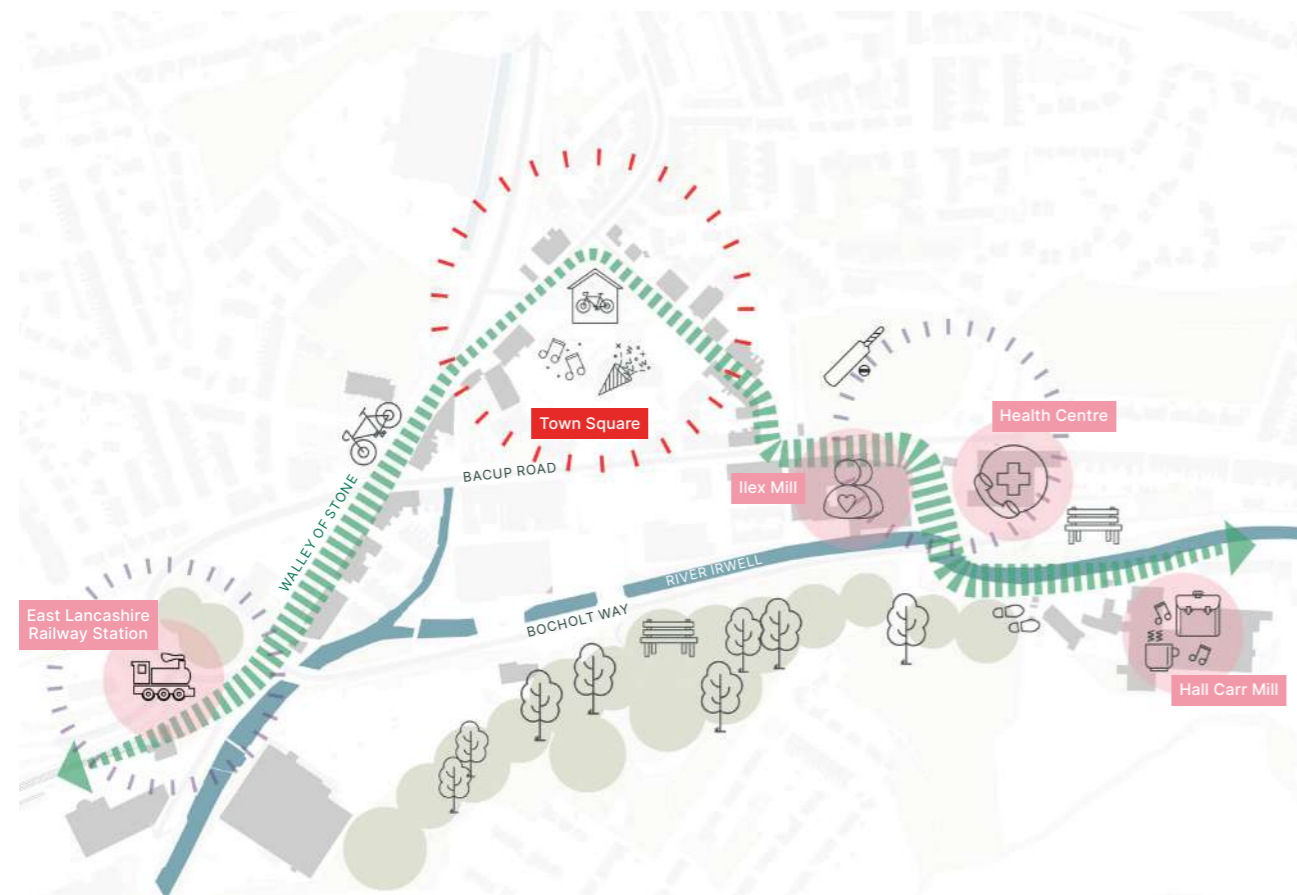 Town Square
Health Centre
BACUP ROAD
Ilex Mill
WALLEY OF STONE
RIVER IRWELL
BOCHOLT WAY
East Lancashire
Railway Station
Hall Carr Mill